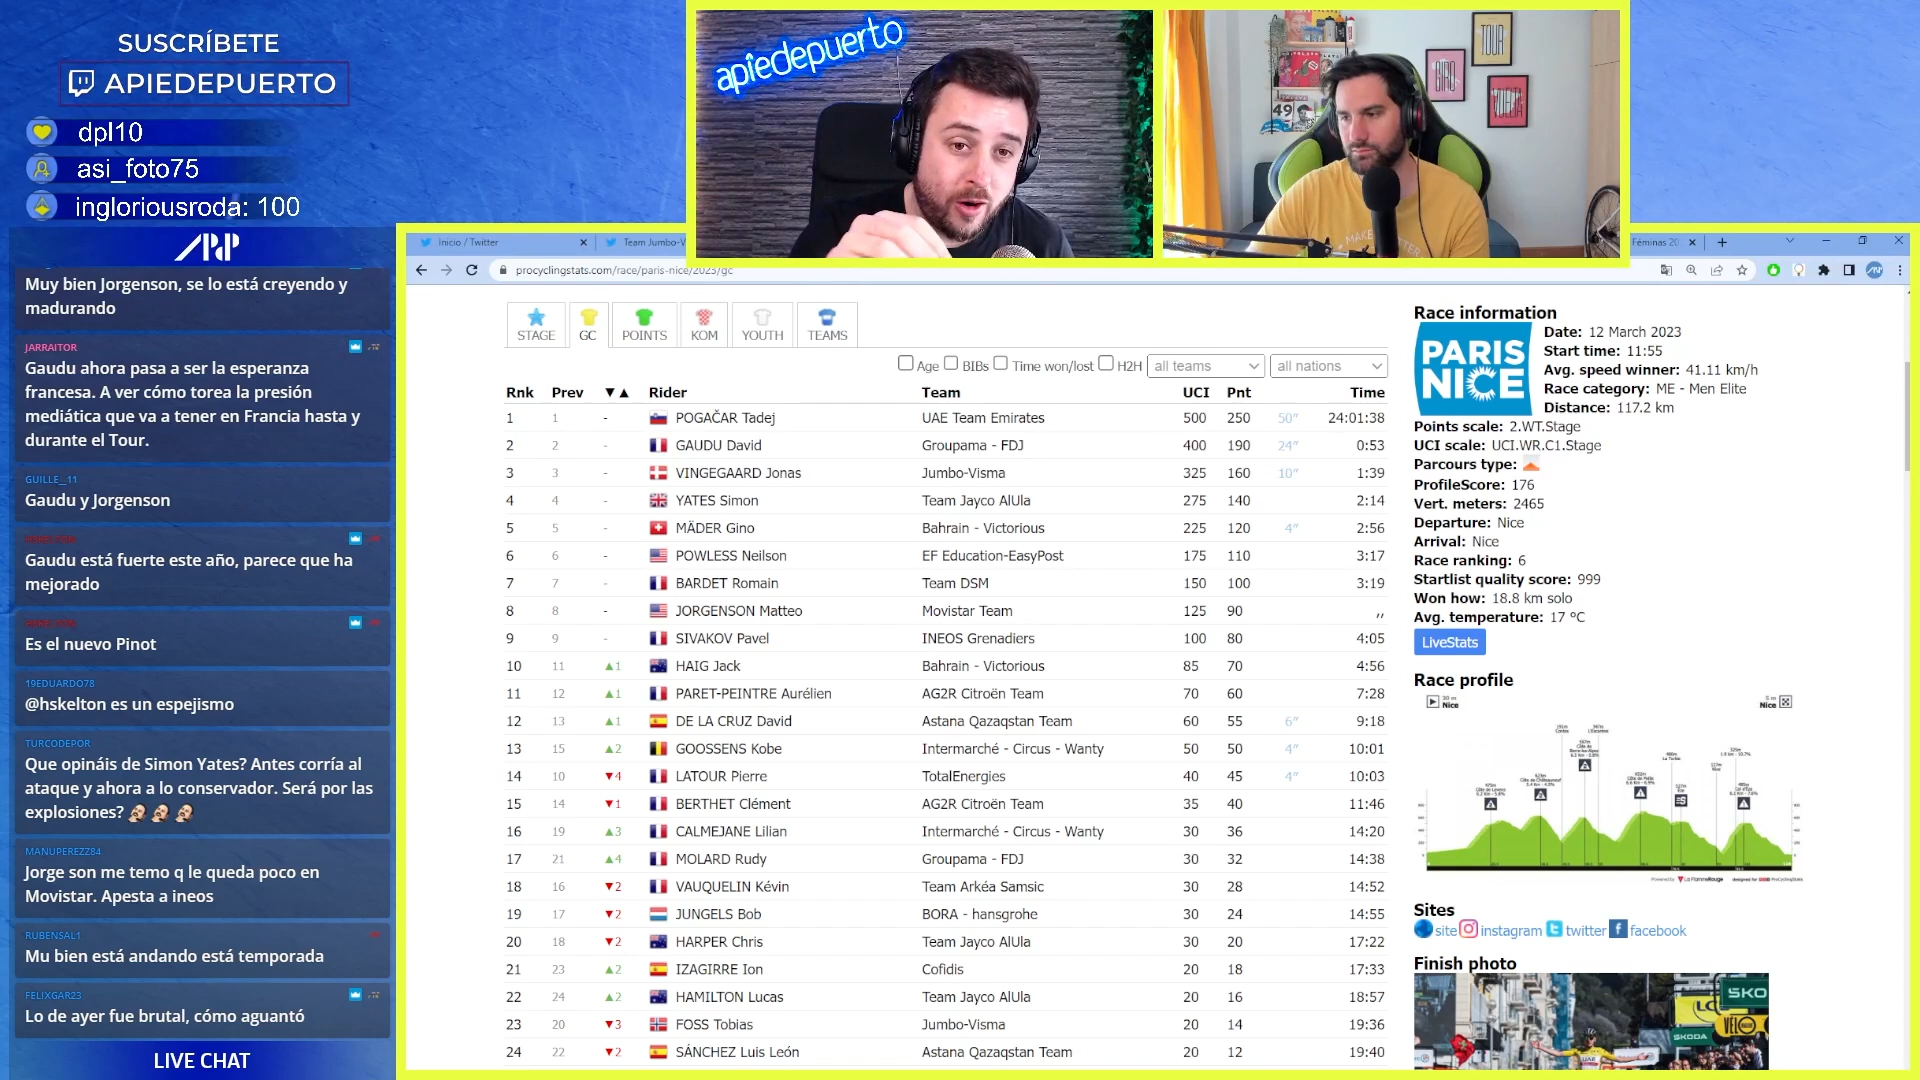 SUSCRÍBETE
APIEDEPUERTO
dpl10
asi_foto75
ingloriousroda: 100
apiedepuerto
TOUR
GIRO
VUELTA
49
Muy bien Jorgenson, se lo está creyendo y
madurando
JARRAITOR
Gaudu ahora pasa a ser la esperanza
francesa. A ver cómo torea la presión
mediática que va a tener en Francia hasta y
durante el Tour.
GUILLE__11
Gaudu y Jorgenson
Gaudu está fuerte este año, parece que ha
mejorado
Es el nuevo Pinot
19EDUARDO78
@hskelton es un espejismo
TURCODEPOR
Que opináis de Simon Yates? Antes corría al
ataque y ahora a lo conservador. Será por las
explosiones?
MANUPEREZZ84
Jorge son me temo q le queda poco en
Movistar. Apesta a ineos
RUBENSAL1
Mu bien está andando está temporada
FELIXGAR23
Lo de ayer fue brutal, cómo aguantó
LIVE CHAT
Inicio / Twitter
Team Jumbo-V
Féminas 20
procyclingstats.com/race/paris-nice/2023/gc
STAGE GC POINTS KOM YOUTH TEAMS
Age BIBs Time won/lost H2H all teams all nations
Rnk Prev ▼▲ Rider Team UCI Pnt Time
1 1 - POGAČAR Tadej UAE Team Emirates 500 250 50″ 24:01:38
2 2 - GAUDU David Groupama - FDJ 400 190 24″ 0:53
3 3 - VINGEGAARD Jonas Jumbo-Visma 325 160 10″ 1:39
4 4 - YATES Simon Team Jayco AlUla 275 140 2:14
5 5 - MÄDER Gino Bahrain - Victorious 225 120 4″ 2:56
6 6 - POWLESS Neilson EF Education-EasyPost 175 110 3:17
7 7 - BARDET Romain Team DSM 150 100 3:19
8 8 - JORGENSON Matteo Movistar Team 125 90 ,,
9 9 - SIVAKOV Pavel INEOS Grenadiers 100 80 4:05
10 11 ▲1 HAIG Jack Bahrain - Victorious 85 70 4:56
11 12 ▲1 PARET-PEINTRE Aurélien AG2R Citroën Team 70 60 7:28
12 13 ▲1 DE LA CRUZ David Astana Qazaqstan Team 60 55 6″ 9:18
13 15 ▲2 GOOSSENS Kobe Intermarché - Circus - Wanty 50 50 4″ 10:01
14 10 ▼4 LATOUR Pierre TotalEnergies 40 45 4″ 10:03
15 14 ▼1 BERTHET Clément AG2R Citroën Team 35 40 11:46
16 19 ▲3 CALMEJANE Lilian Intermarché - Circus - Wanty 30 36 14:20
17 21 ▲4 MOLARD Rudy Groupama - FDJ 30 32 14:38
18 16 ▼2 VAUQUELIN Kévin Team Arkéa Samsic 30 28 14:52
19 17 ▼2 JUNGELS Bob BORA - hansgrohe 30 24 14:55
20 18 ▼2 HARPER Chris Team Jayco AlUla 30 20 17:22
21 23 ▲2 IZAGIRRE Ion Cofidis 20 18 17:33
22 24 ▲2 HAMILTON Lucas Team Jayco AlUla 20 16 18:57
23 20 ▼3 FOSS Tobias Jumbo-Visma 20 14 19:36
24 22 ▼2 SÁNCHEZ Luis León Astana Qazaqstan Team 20 12 19:40
Race information
PARIS
NICE
Date: 12 March 2023
Start time: 11:55
Avg. speed winner: 41.11 km/h
Race category: ME - Men Elite
Distance: 117.2 km
Points scale: 2.WT.Stage
UCI scale: UCI.WR.C1.Stage
Parcours type:
ProfileScore: 176
Vert. meters: 2465
Departure: Nice
Arrival: Nice
Race ranking: 6
Startlist quality score: 999
Won how: 18.8 km solo
Avg. temperature: 17 °C
LiveStats
Race profile
Nice
Nice
Sites
site instagram twitter facebook
Finish photo
SKO
SKODA